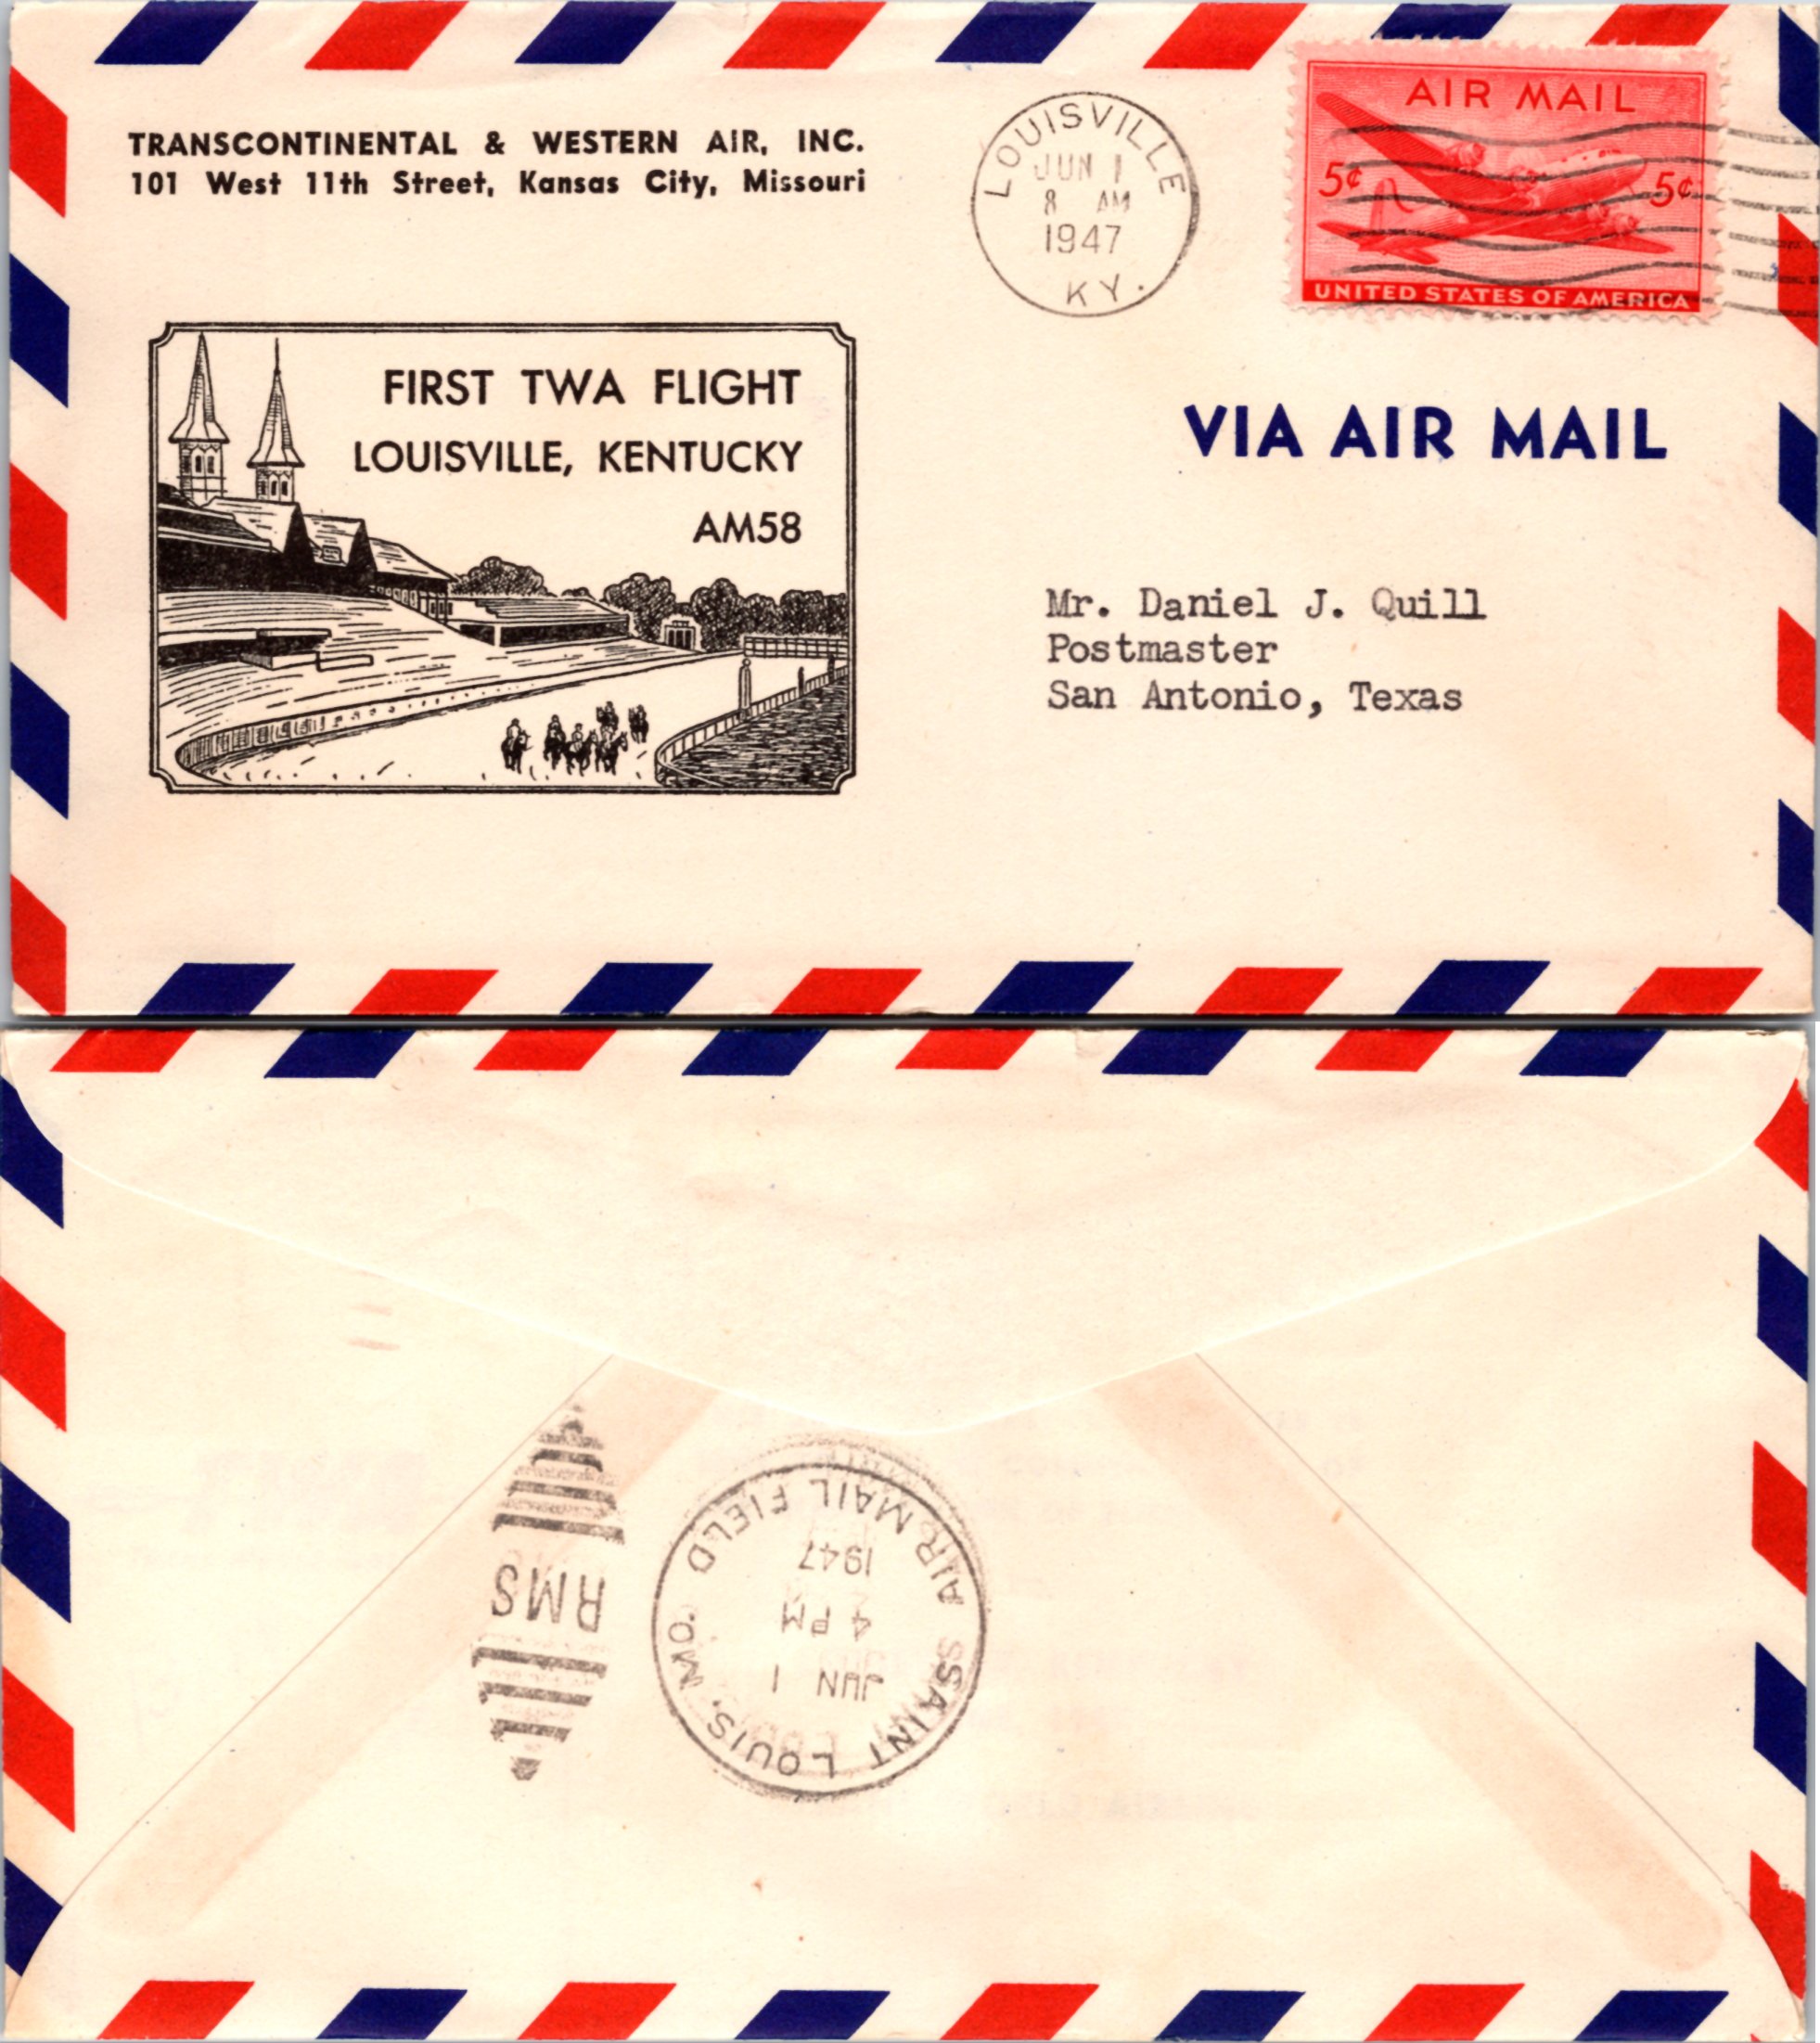 TRANSCONTINENTAL & WESTERN AIR, INC.
101 West 11th Street, Kansas City, Missouri
LOUISVILLE
JUN 1
8 AM
1947
KY.
AIR MAIL
5¢ 5¢
UNITED STATES OF AMERICA
FIRST TWA FLIGHT
LOUISVILLE, KENTUCKY
AM58
VIA AIR MAIL
Mr. Daniel J. Quill
Postmaster
San Antonio, Texas
RMS
SAINT LOUIS, MO.
JUN 1
4 PM
1947
AIR MAIL FIELD